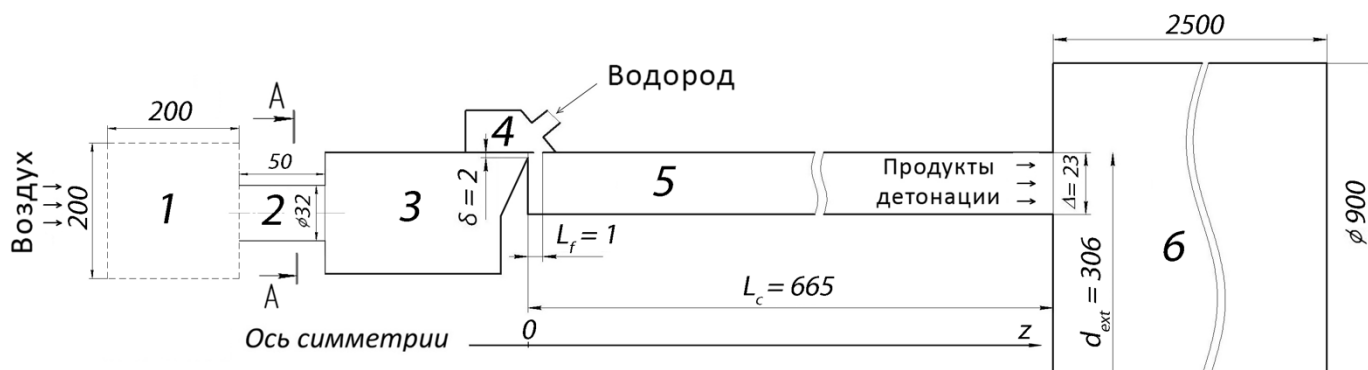 2500
Водород
200
A
4
50
Воздух
200
1
2
ø32
3
δ = 2
5
Продукты
детонации
Δ= 23
ø 900
6
L_f = 1
A
L_c = 665
d_ext = 306
Ось симметрии
0
z